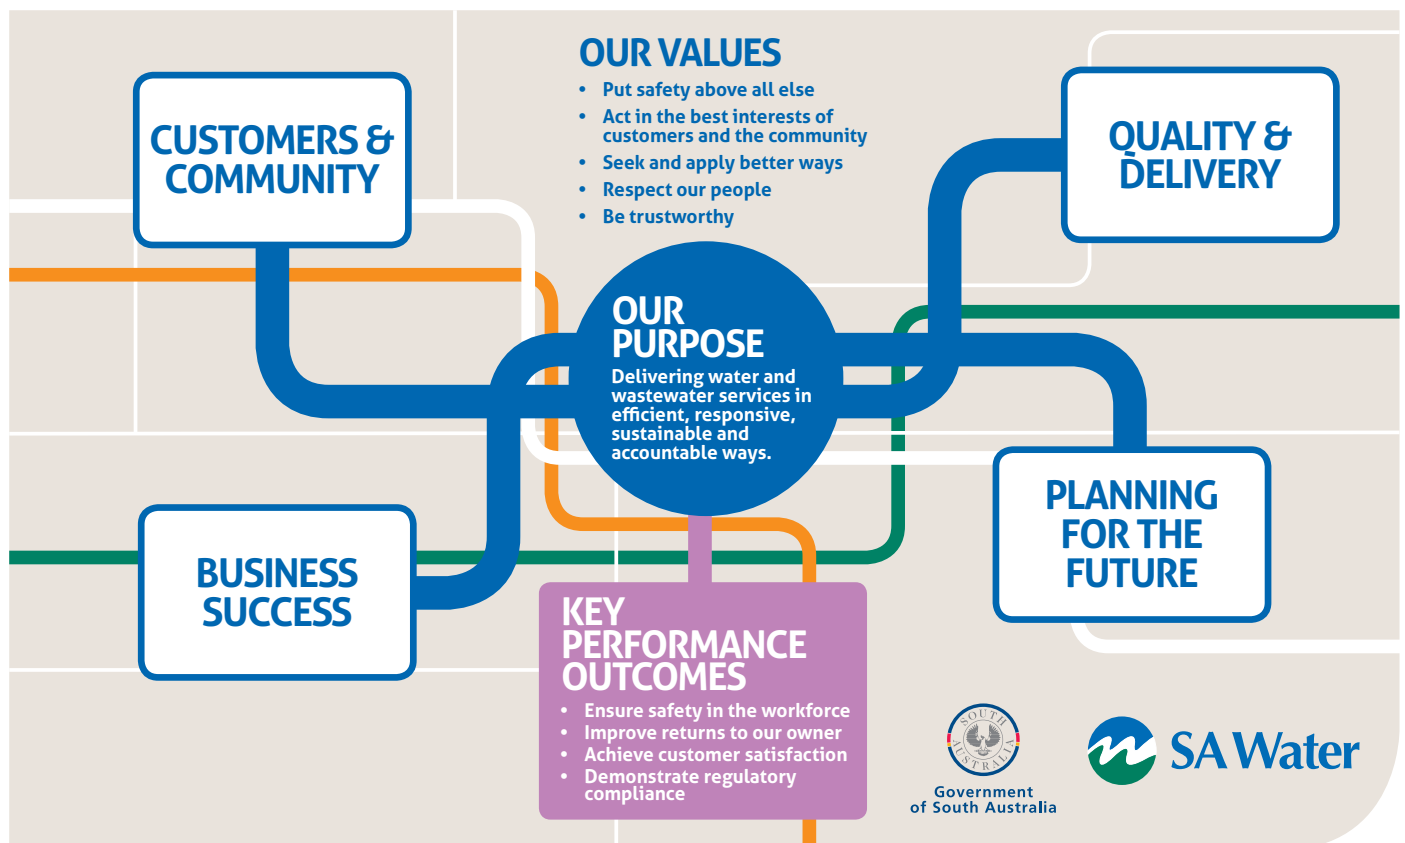 OUR VALUES
• Put safety above all else
• Act in the best interests of
customers and the community
• Seek and apply better ways
• Respect our people
• Be trustworthy
CUSTOMERS &
COMMUNITY
QUALITY &
DELIVERY
OUR
PURPOSE
Delivering water and
wastewater services in
efficient, responsive,
sustainable and
accountable ways.
BUSINESS
SUCCESS
PLANNING
FOR THE
FUTURE
KEY
PERFORMANCE
OUTCOMES
• Ensure safety in the workforce
• Improve returns to our owner
• Achieve customer satisfaction
• Demonstrate regulatory
compliance
SOUTH
AUSTRALIA
Government
of South Australia
SA Water